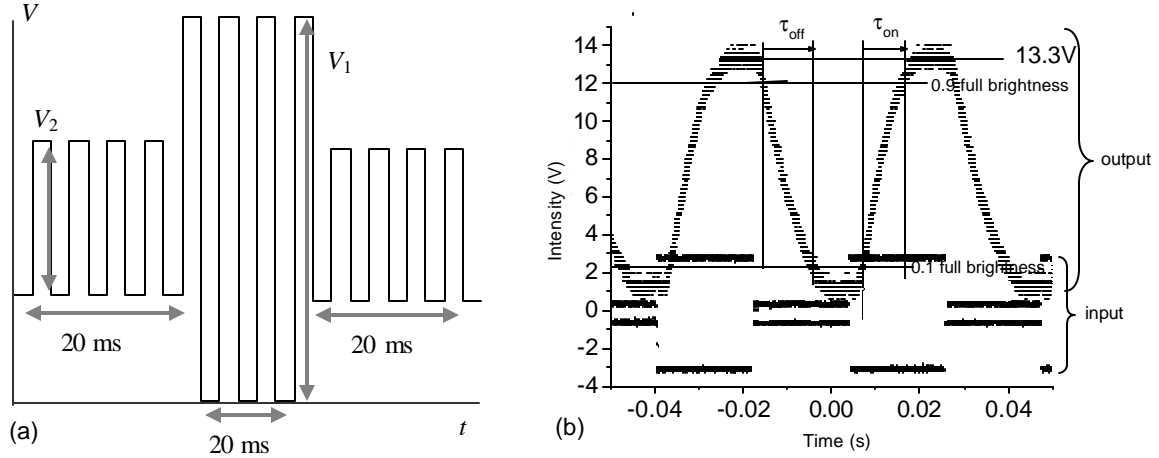 V
V1
V2
20 ms
20 ms
20 ms
t
(a)
τoff
τon
14
12
10
8
6
4
2
0
-2
-4
13.3V
0.9 full brightness
output
0.1 full brightness
input
Intensity (V)
-0.04
-0.02
0.00
0.02
0.04
Time (s)
(b)